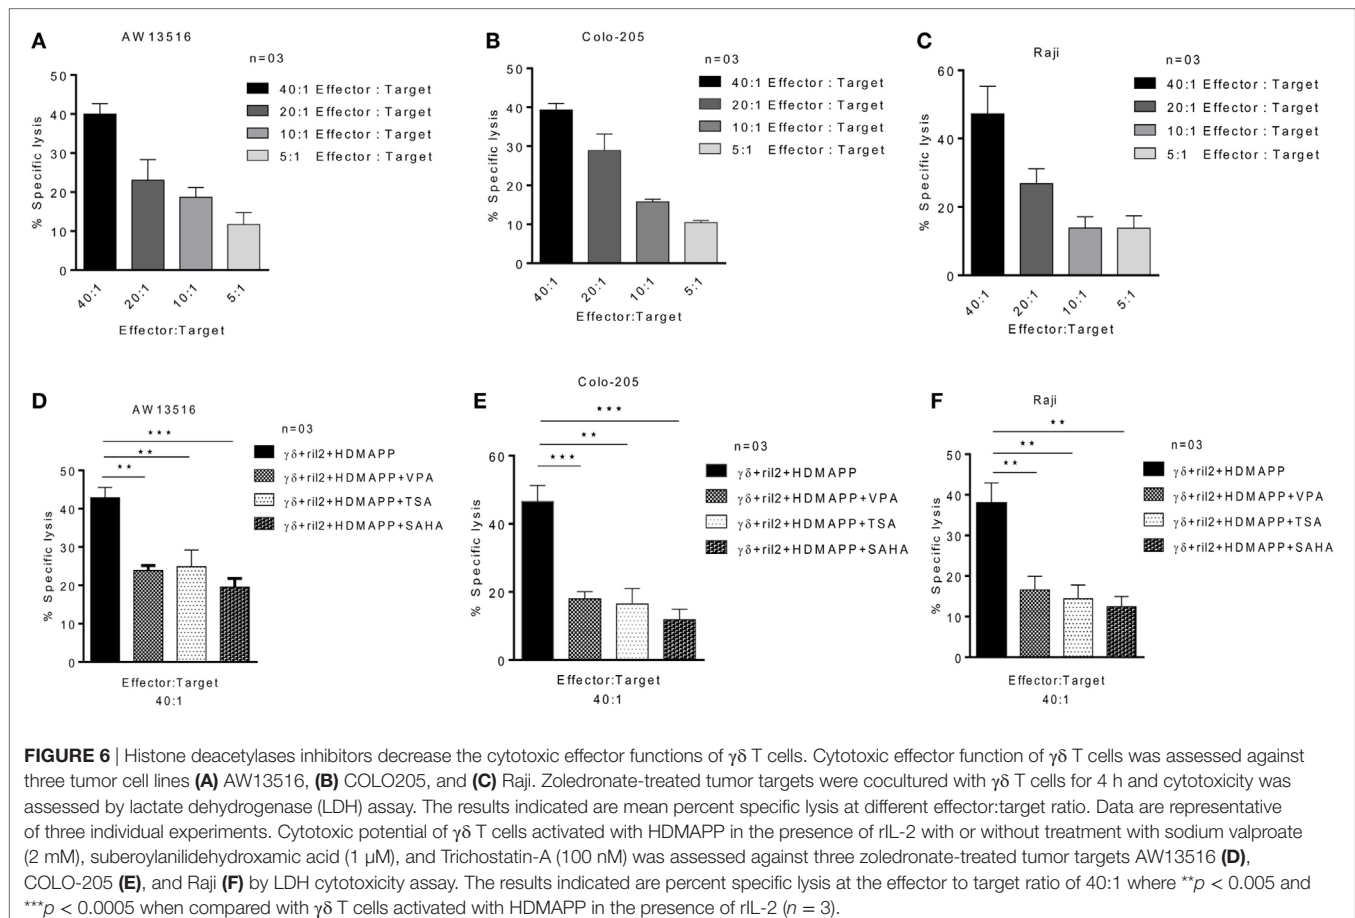 A
AW13516
n=03
50
40
30
20
10
0
% Specific lysis
40:1 Effector : Target
20:1 Effector : Target
10:1 Effector : Target
5:1 Effector : Target
40:1
20:1
10:1
5:1
Effector:Target
B
Colo-205
n=03
50
40
30
20
10
0
% Specific lysis
40:1 Effector : Target
20:1 Effector : Target
10:1 Effector : Target
5:1 Effector : Target
40:1
20:1
10:1
5:1
Effector:Target
C
Raji
n=03
60
40
20
0
% Specific lysis
40:1 Effector : Target
20:1 Effector : Target
10:1 Effector : Target
5:1 Effector : Target
40:1
20:1
10:1
5:1
Effector:Target
D
AW13516
n=03
***
**
**
50
40
30
20
10
0
% Specific lysis
γδ+ril2+HDMAPP
γδ+ril2+HDMAPP+VPA
γδ+ril2+HDMAPP+TSA
γδ+ril2+HDMAPP+SAHA
Effector:Target
40:1
E
Colo-205
n=03
***
**
***
60
40
20
0
% Specific lysis
γδ+ril2+HDMAPP
γδ+ril2+HDMAPP+VPA
γδ+ril2+HDMAPP+TSA
γδ+ril2+HDMAPP+SAHA
Effector:Target
40:1
F
Raji
n=03
**
**
**
50
40
30
20
10
0
% Specific lysis
γδ+ril2+HDMAPP
γδ+ril2+HDMAPP+VPA
γδ+ril2+HDMAPP+TSA
γδ+ril2+HDMAPP+SAHA
Effector:Target
40:1
FIGURE 6 | Histone deacetylases inhibitors decrease the cytotoxic effector functions of γδ T cells. Cytotoxic effector function of γδ T cells was assessed against
three tumor cell lines (A) AW13516, (B) COLO205, and (C) Raji. Zoledronate-treated tumor targets were cocultured with γδ T cells for 4 h and cytotoxicity was
assessed by lactate dehydrogenase (LDH) assay. The results indicated are mean percent specific lysis at different effector:target ratio. Data are representative
of three individual experiments. Cytotoxic potential of γδ T cells activated with HDMAPP in the presence of rIL-2 with or without treatment with sodium valproate
(2 mM), suberoylanilidehydroxamic acid (1 μM), and Trichostatin-A (100 nM) was assessed against three zoledronate-treated tumor targets AW13516 (D),
COLO-205 (E), and Raji (F) by LDH cytotoxicity assay. The results indicated are percent specific lysis at the effector to target ratio of 40:1 where **p < 0.005 and
***p < 0.0005 when compared with γδ T cells activated with HDMAPP in the presence of rIL-2 (n = 3).